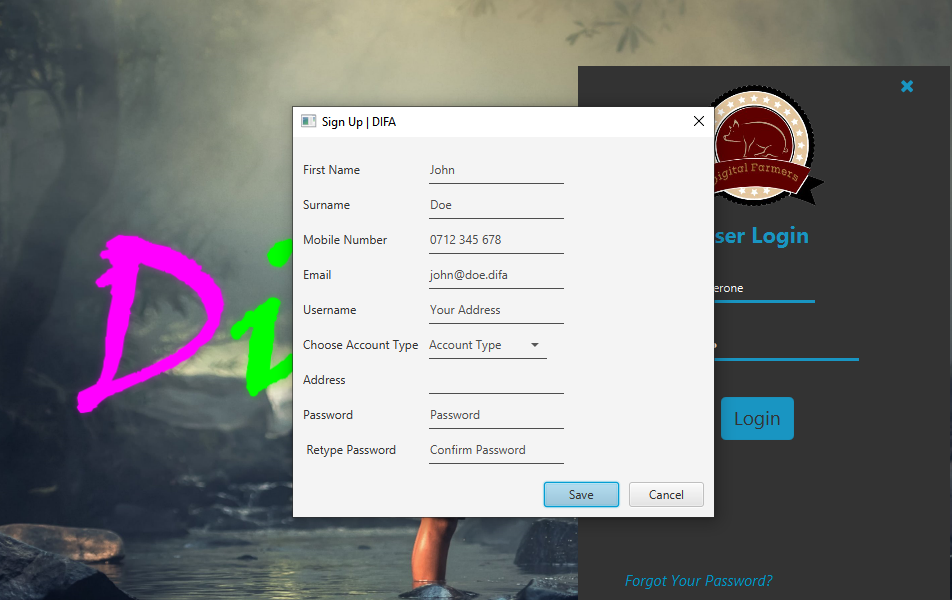 Sign Up | DIFA
First Name John
Surname Doe
Mobile Number 0712 345 678
Email john@doe.difa
Username Your Address
Choose Account Type Account Type
Address
Password Password
Retype Password Confirm Password
Save Cancel
Di
Digital Farmers
ser Login
erone
Login
Forgot Your Password?